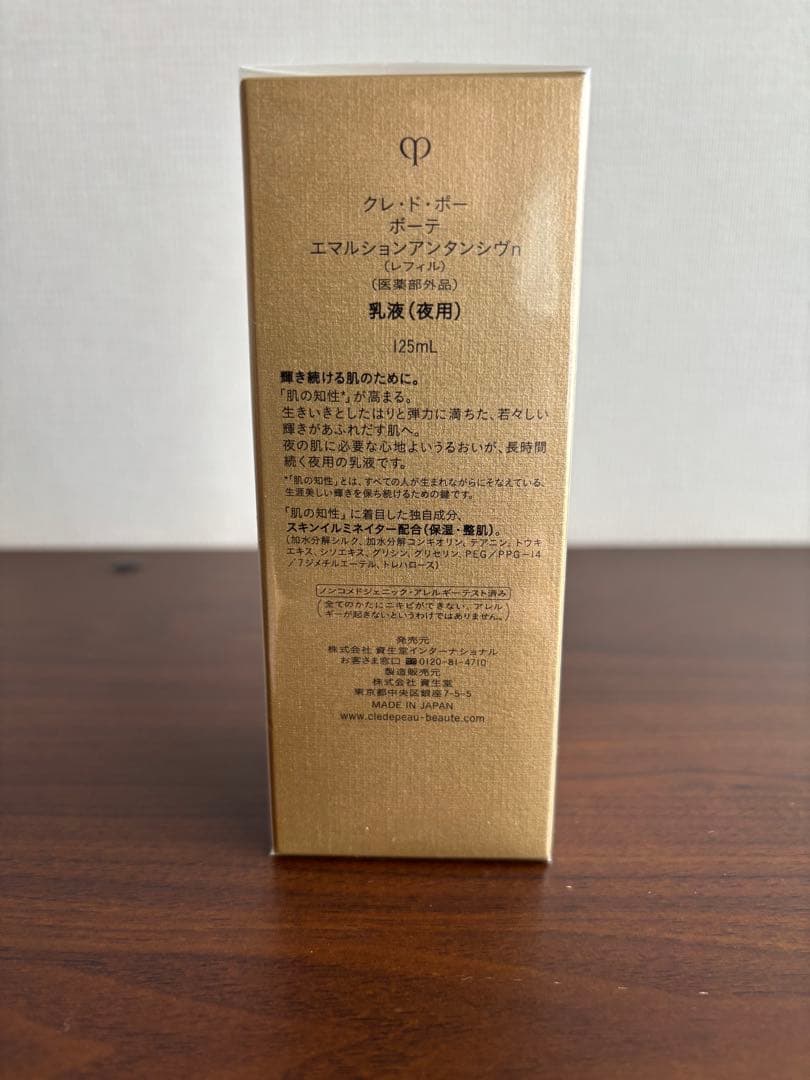 クレ・ド・ポー
ボーテ
エマルションアンタンシヴn
（レフィル）
（医薬部外品）
乳液（夜用）
125mL
輝き続ける肌のために。
「肌の知性*」が高まる。
生きいきとしたはりと弾力に満ちた、若々しい
輝きがあふれだす肌へ。
夜の肌に必要な心地よいうるおいが、長時間
続く夜用の乳液です。
*「肌の知性」とは、すべての人が生まれながらにそなえている、
生涯美しい輝きを保ち続けるための鍵です。
「肌の知性」に着目した独自成分、
スキンイルミネイター配合（保湿・整肌）。
（加水分解シルク、加水分解コンキオリン、テアニン、トウキ
エキス、シソエキス、グリシン、グリセリン、PEG／PPG－14
／7ジメチルエーテル、トレハロース）
ノンコメドジェニック・アレルギーテスト済み
（全てのかたにニキビができない、アレル
ギーが起きないというわけではありません。）
発売元
株式会社 資生堂インターナショナル
お客さま窓口 0120-81-4710
製造販売元
株式会社 資生堂
東京都中央区銀座7-5-5
MADE IN JAPAN
www.cledepeau-beaute.com